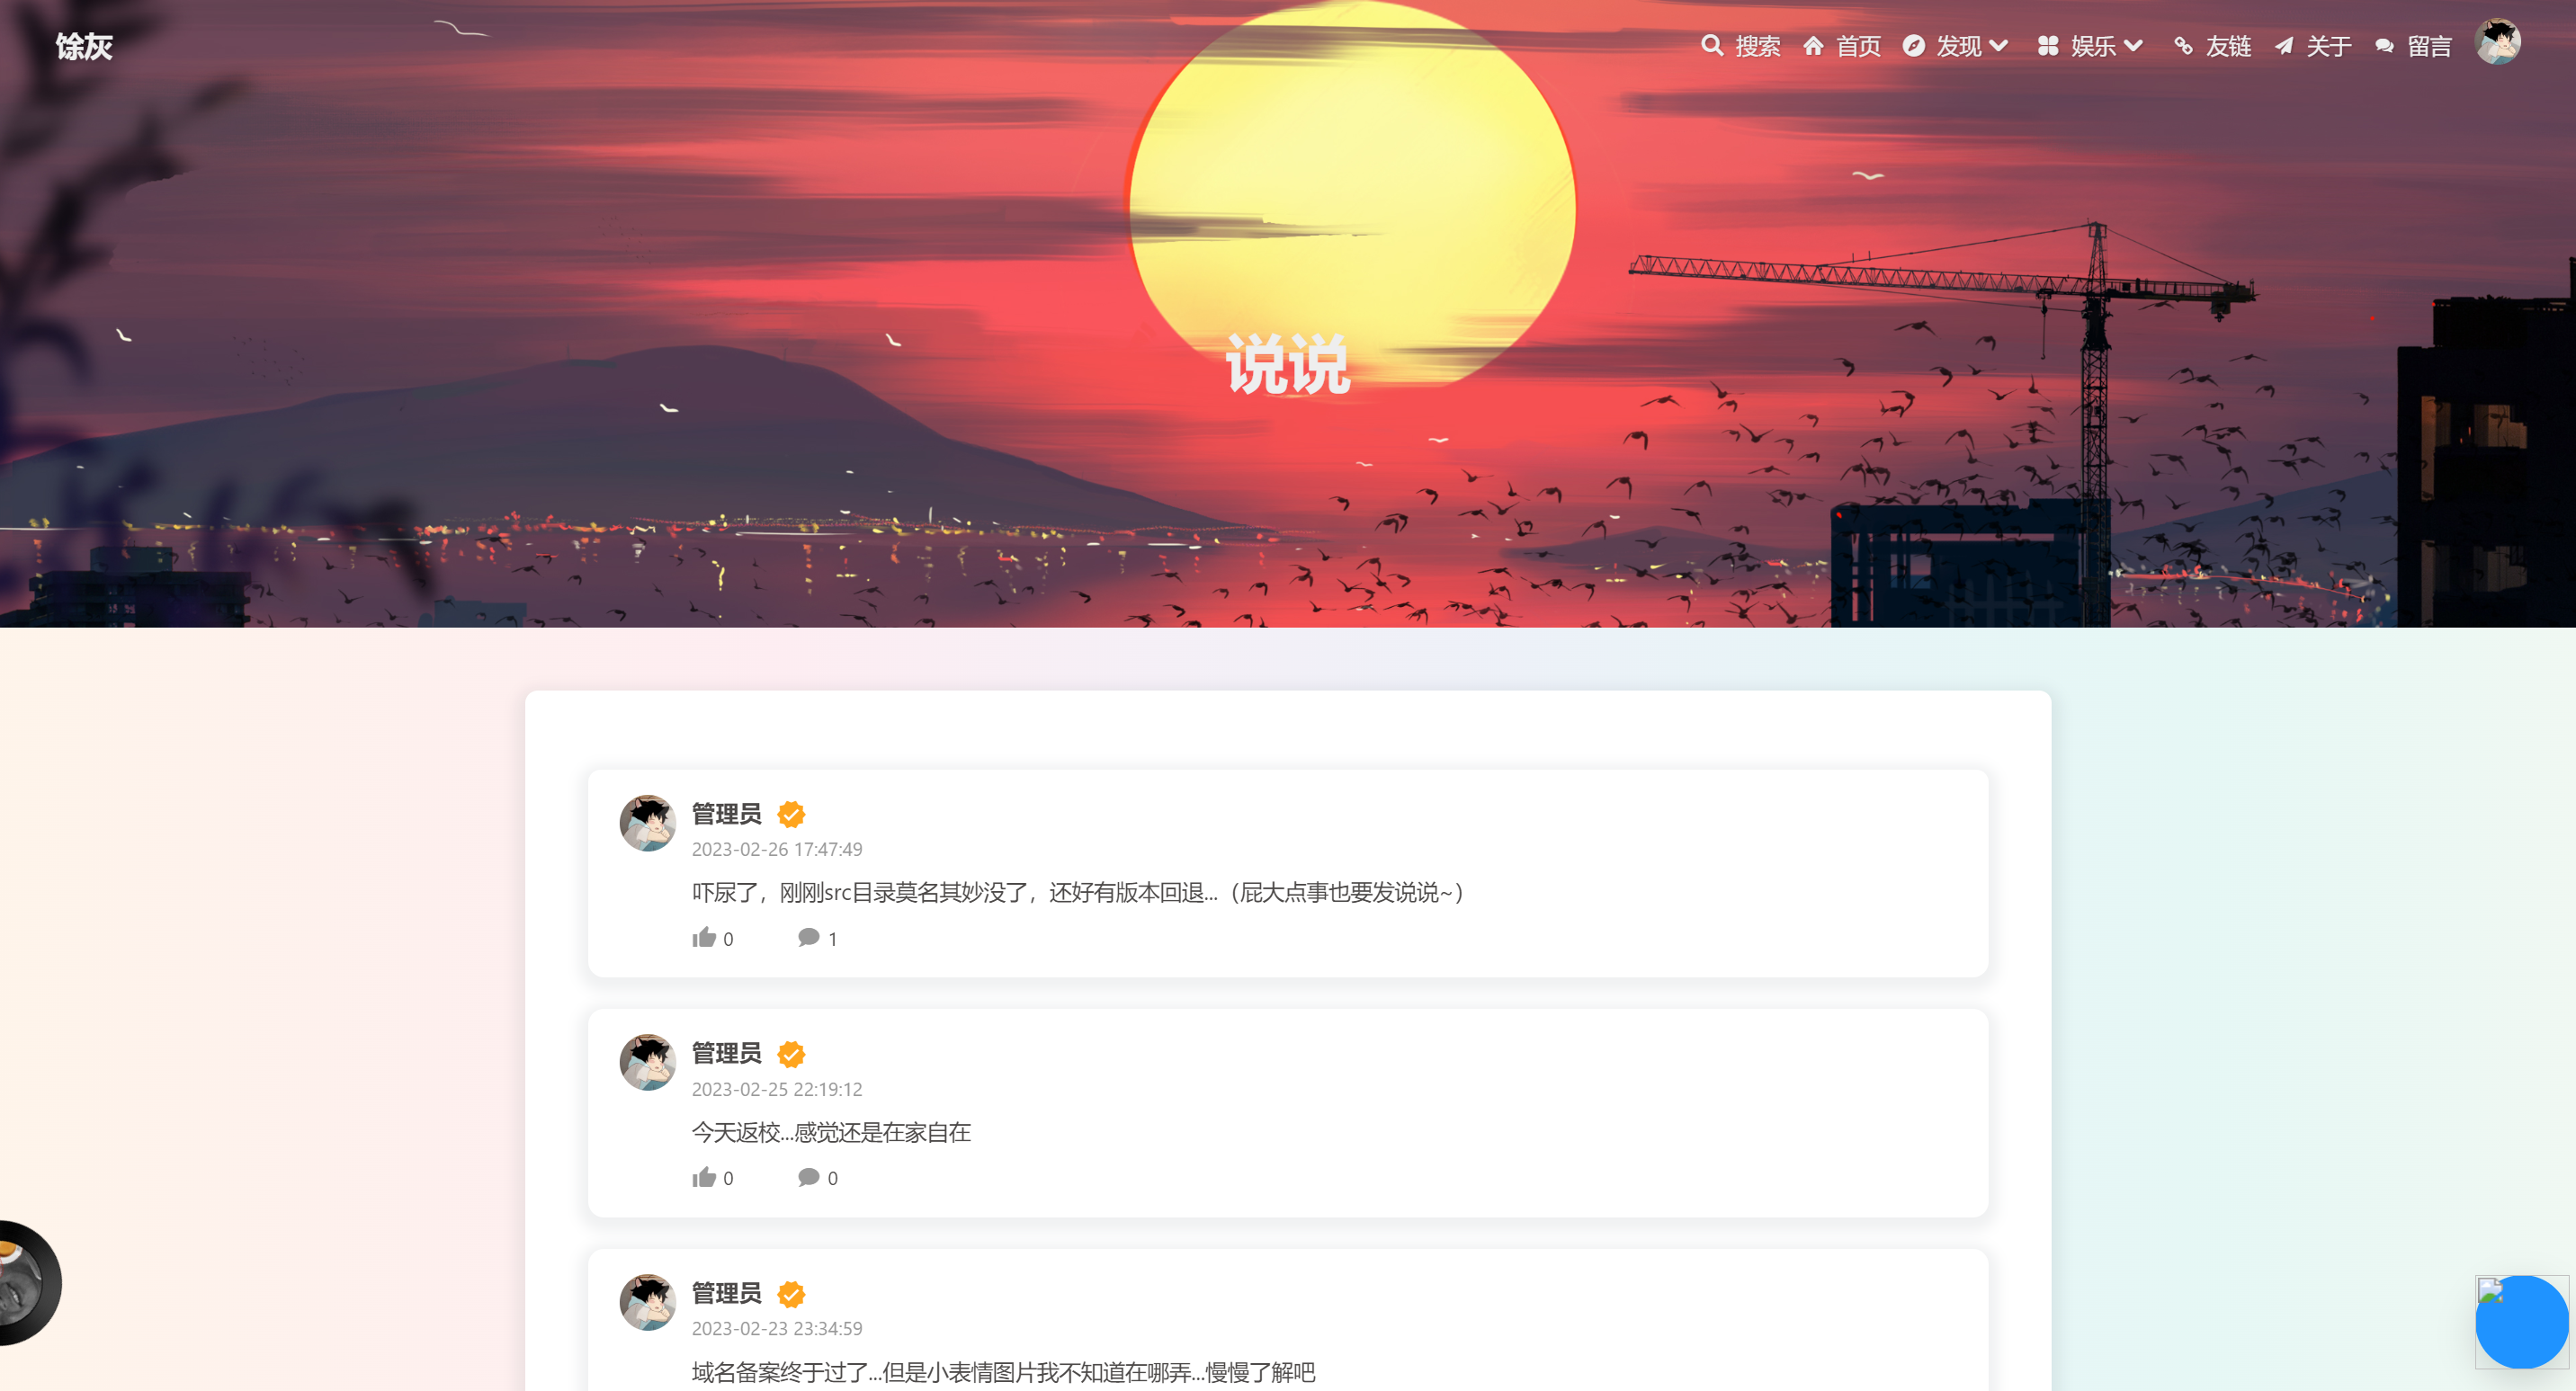 馀灰
搜索 首页 发现 娱乐 友链 关于 留言
说说
管理员
2023-02-26 17:47:49
吓尿了，刚刚src目录莫名其妙没了，还好有版本回退...（屁大点事也要发说说~）
0 1
管理员
2023-02-25 22:19:12
今天返校...感觉还是在家自在
0 0
管理员
2023-02-23 23:34:59
域名备案终于过了...但是小表情图片我不知道在哪弄...慢慢了解吧